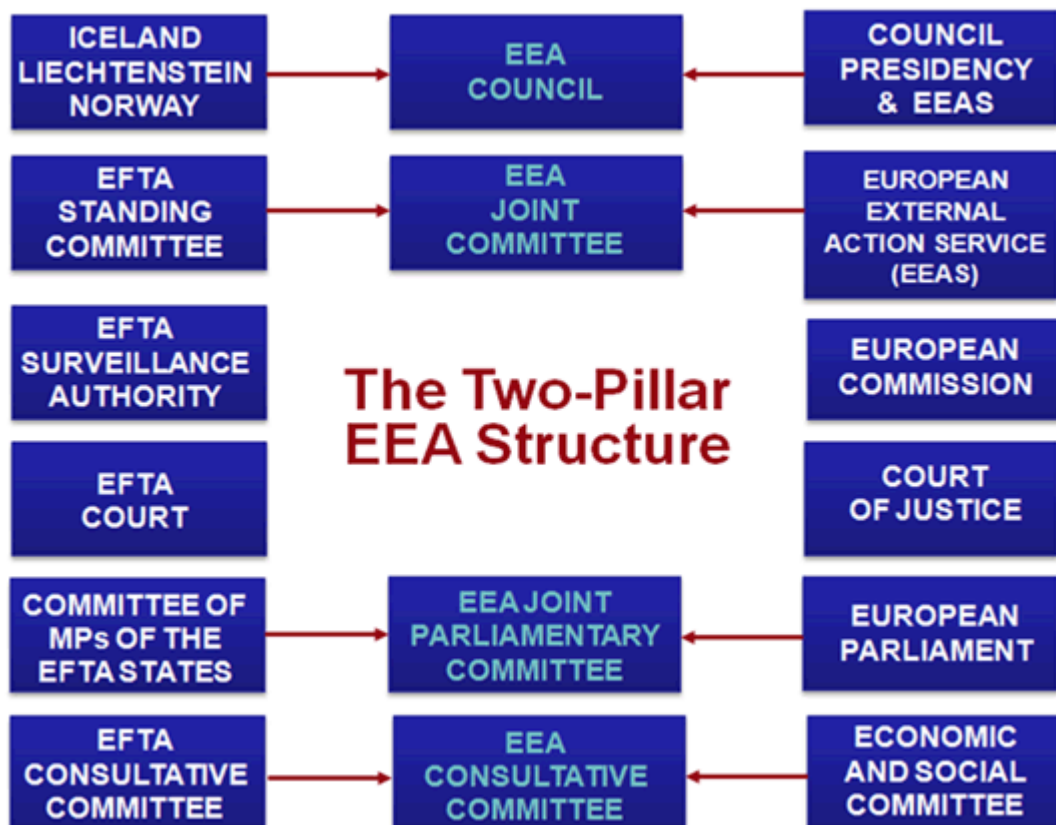 ICELAND
LIECHTENSTEIN
NORWAY
EEA
COUNCIL
COUNCIL
PRESIDENCY
& EEAS
EFTA
STANDING
COMMITTEE
EEA
JOINT
COMMITTEE
EUROPEAN
EXTERNAL
ACTION SERVICE
(EEAS)
EFTA
SURVEILLANCE
AUTHORITY
The Two-Pillar
EEA Structure
EUROPEAN
COMMISSION
EFTA
COURT
COURT
OF JUSTICE
COMMITTEE OF
MPs OF THE
EFTA STATES
EEA JOINT
PARLIAMENTARY
COMMITTEE
EUROPEAN
PARLIAMENT
EFTA
CONSULTATIVE
COMMITTEE
EEA
CONSULTATIVE
COMMITTEE
ECONOMIC
AND SOCIAL
COMMITTEE